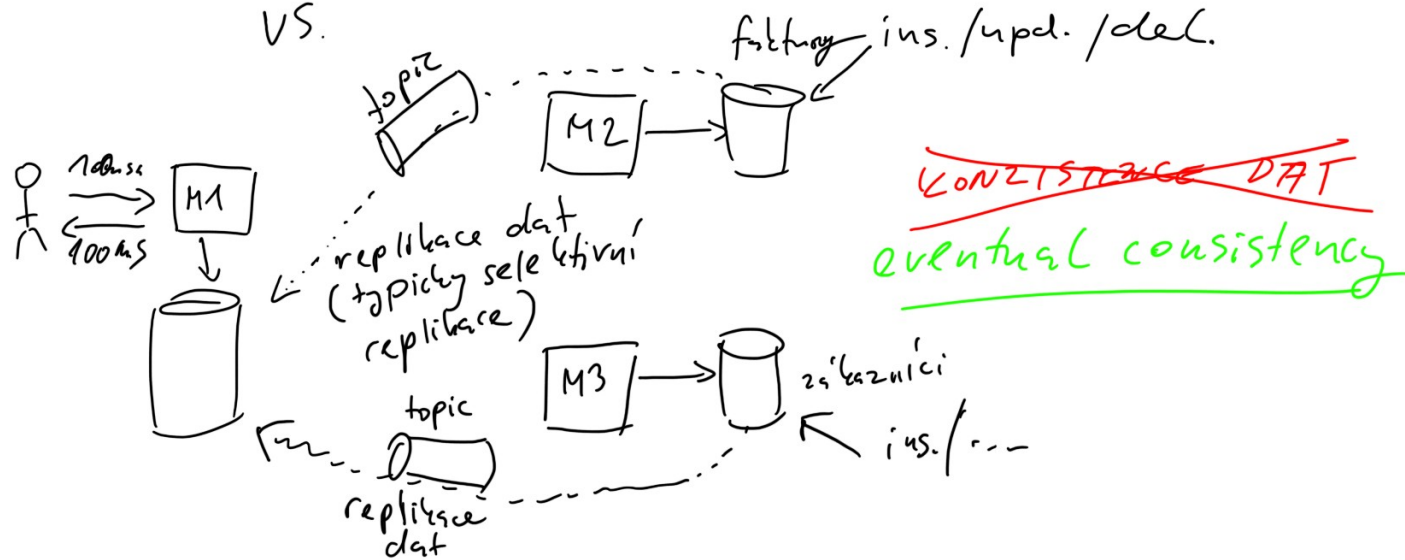 VS.
topic
faktury
ins./upd./del.
M2
100ms
M1
100ms
KONZISTENCE DAT
eventual consistency
replikace dat
(typicky selektivní
replikace)
M3
zákazníci
topic
ins./...
replikace
dat